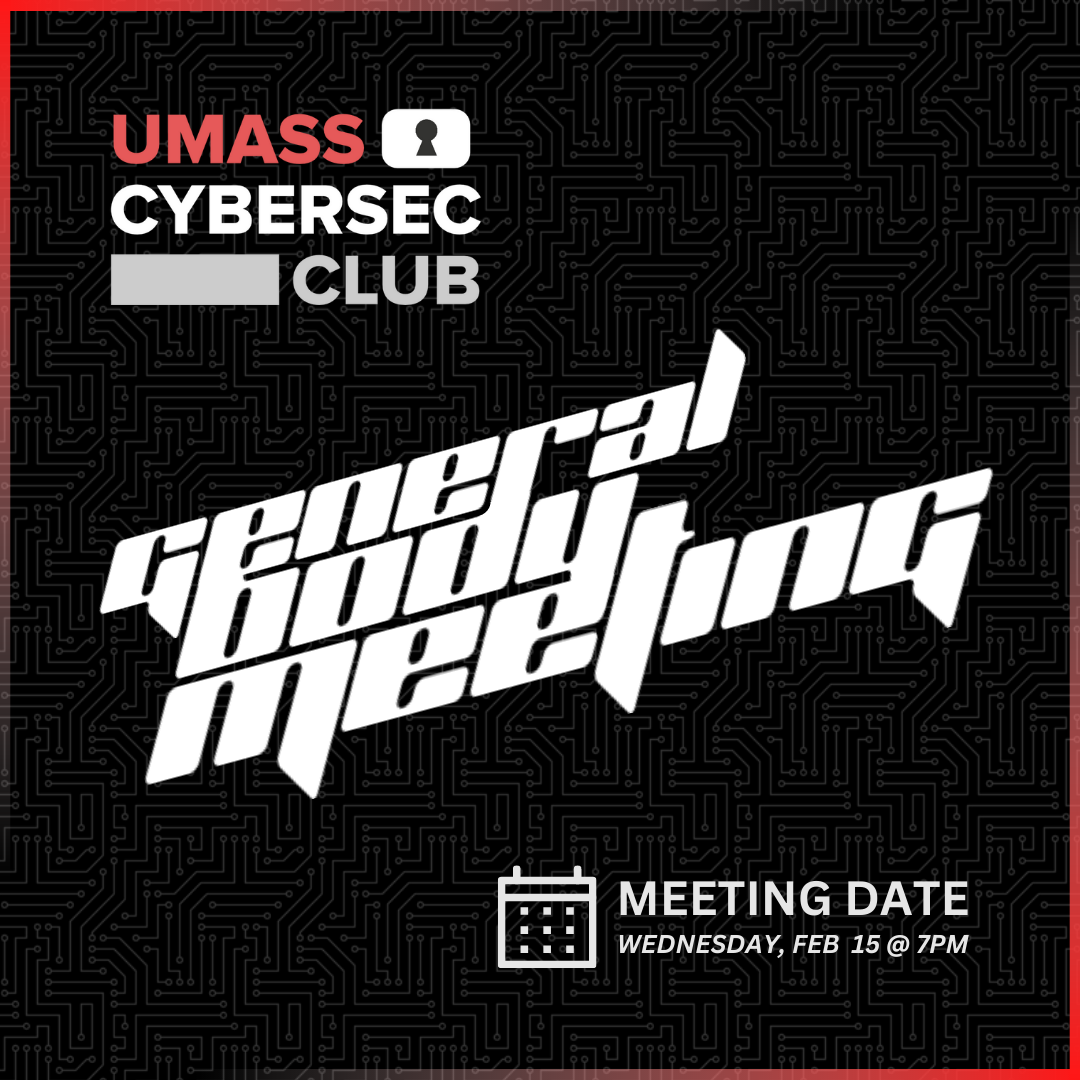 UMASS
CYBERSEC
CLUB
general
body
meeting
MEETING DATE
WEDNESDAY, FEB 15 @ 7PM